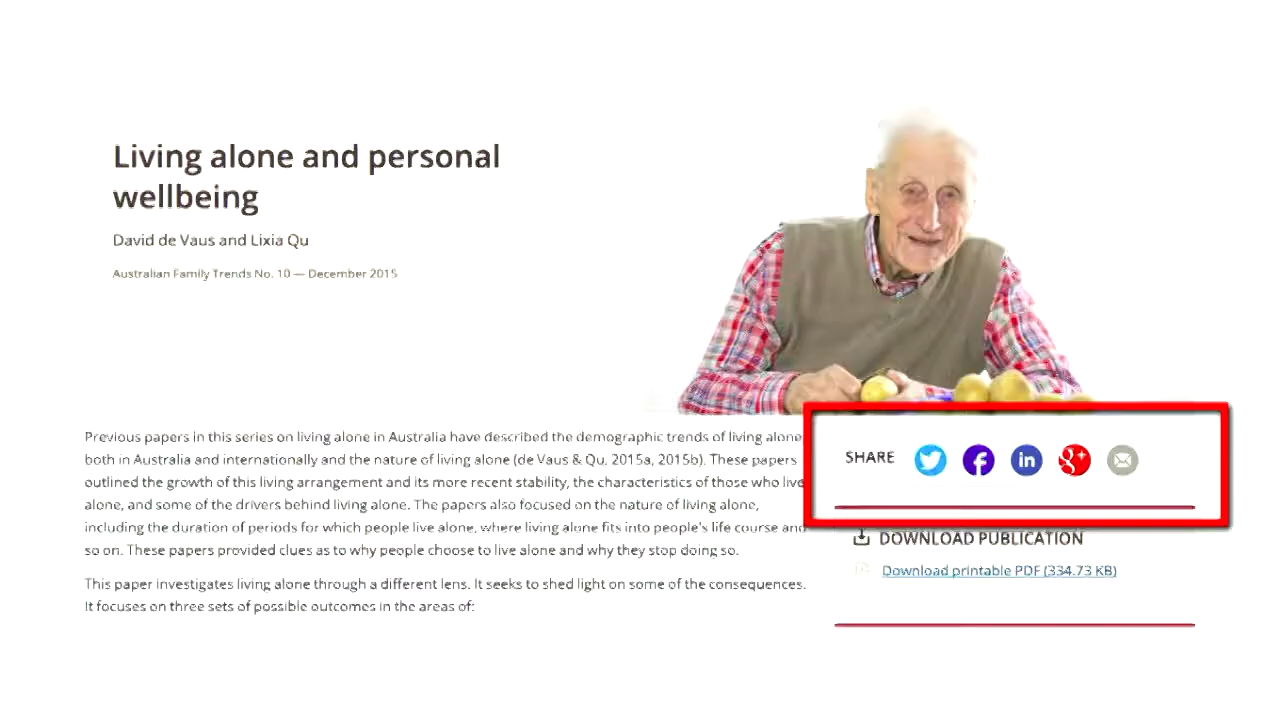 Living alone and personal
wellbeing
David de Vaus and Lixia Qu
Australian Family Trends No. 10 — December 2015
Previous papers in this series on living alone in Australia have described the demographic trends of living alone
both in Australia and internationally and the nature of living alone (de Vaus & Qu, 2015a, 2015b). These papers
outlined the growth of this living arrangement and its more recent stability, the characteristics of those who live
alone, and some of the drivers behind living alone. The papers also focused on the nature of living alone,
including the duration of periods for which people live alone, where living alone fits into people's life course and
so on. These papers provided clues as to why people choose to live alone and why they stop doing so.
This paper investigates living alone through a different lens. It seeks to shed light on some of the consequences.
It focuses on three sets of possible outcomes in the areas of:
SHARE
DOWNLOAD PUBLICATION
Download printable PDF (334.73 KB)